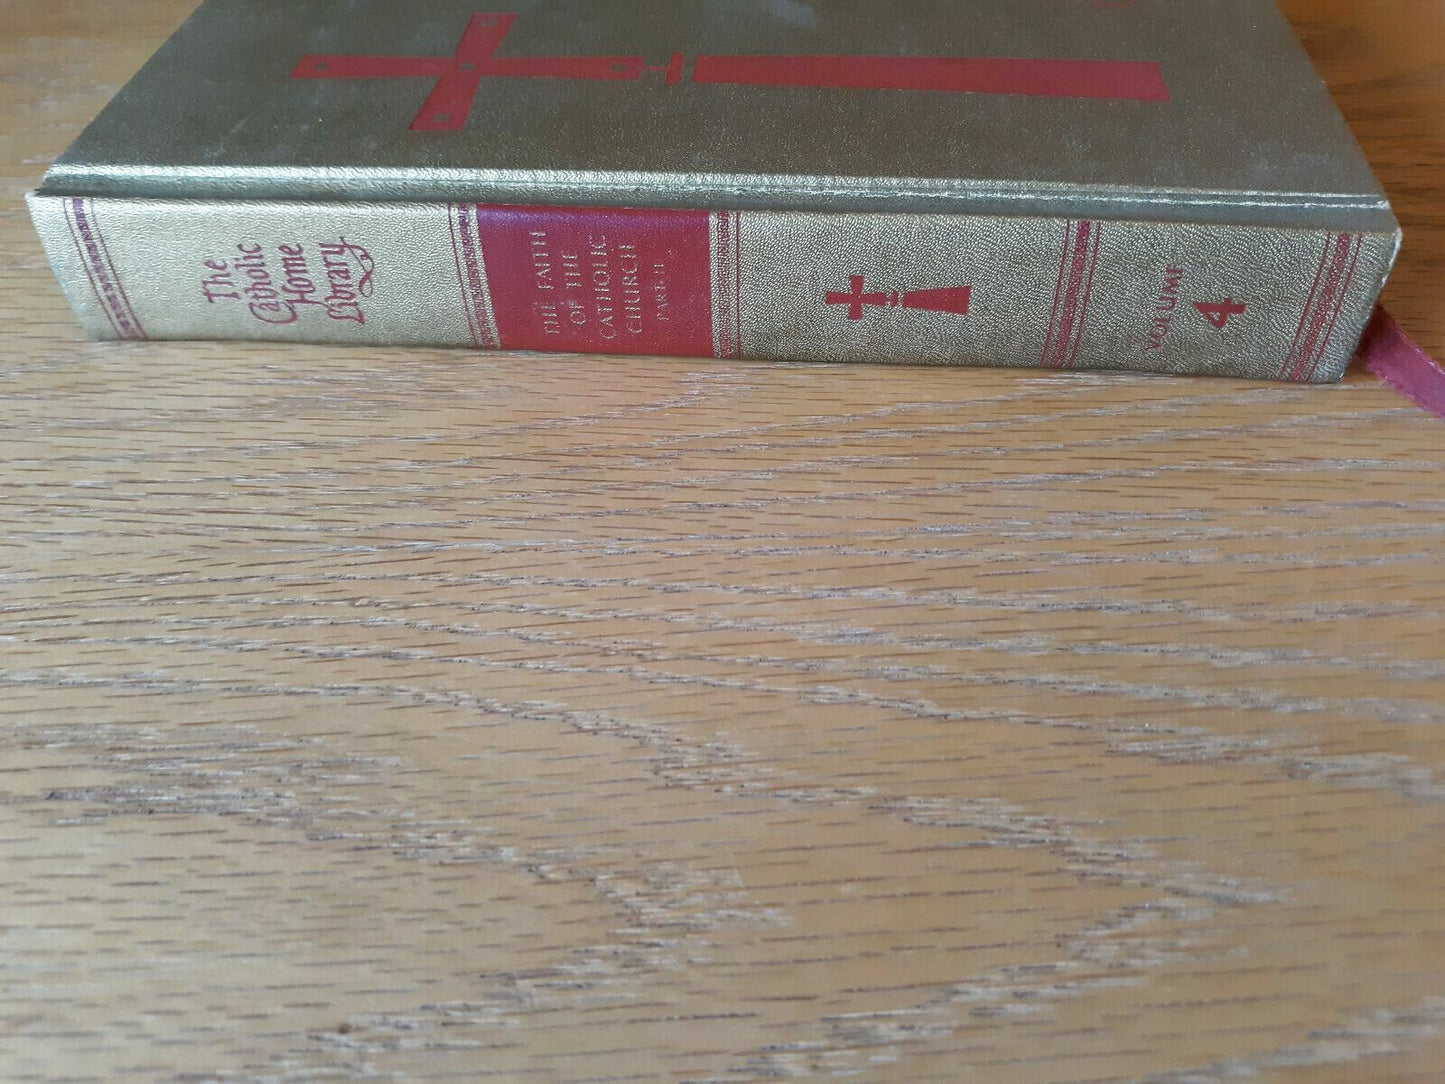 The
Catholic
Home
Library
THE FAITH
OF THE
CATHOLIC
CHURCH
PART II
VOLUME
4